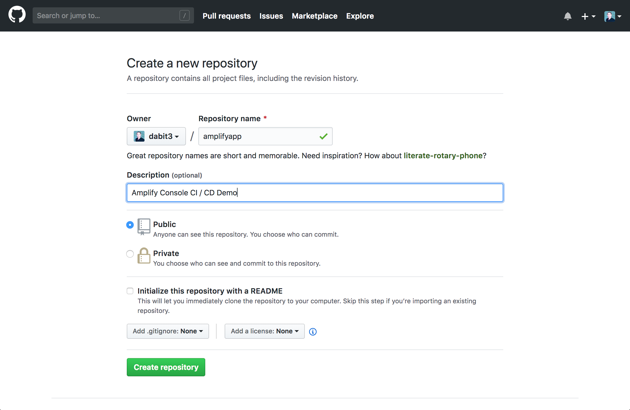 Search or jump to... /
Pull requests Issues Marketplace Explore
Create a new repository
A repository contains all project files, including the revision history.
Owner Repository name *
dabit3 / amplifyapp
Great repository names are short and memorable. Need inspiration? How about literate-rotary-phone?
Description (optional)
Amplify Console CI / CD Demo
Public
Anyone can see this repository. You choose who can commit.
Private
You choose who can see and commit to this repository.
Initialize this repository with a README
This will let you immediately clone the repository to your computer. Skip this step if you're importing an existing
repository.
Add .gitignore: None Add a license: None
Create repository